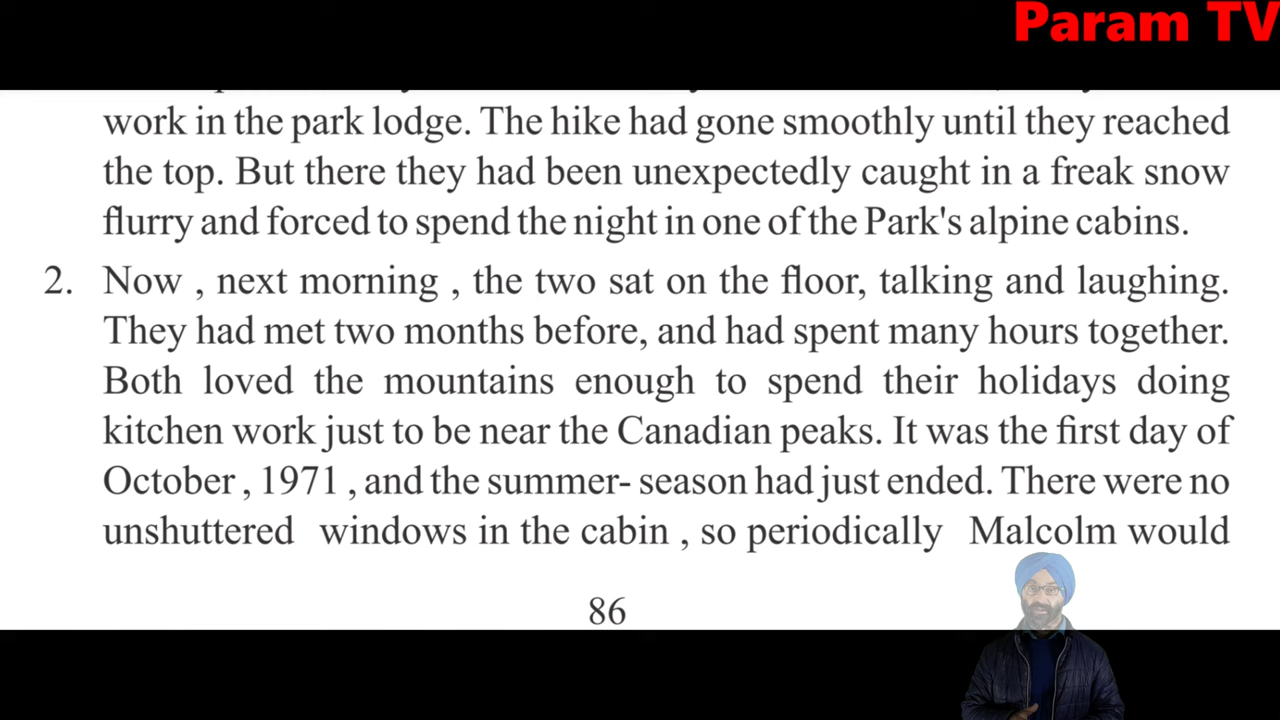 Param TV
work in the park lodge. The hike had gone smoothly until they reached
the top. But there they had been unexpectedly caught in a freak snow
flurry and forced to spend the night in one of the Park's alpine cabins.
2. Now , next morning , the two sat on the floor, talking and laughing.
They had met two months before, and had spent many hours together.
Both loved the mountains enough to spend their holidays doing
kitchen work just to be near the Canadian peaks. It was the first day of
October , 1971 , and the summer- season had just ended. There were no
unshuttered windows in the cabin , so periodically Malcolm would
86